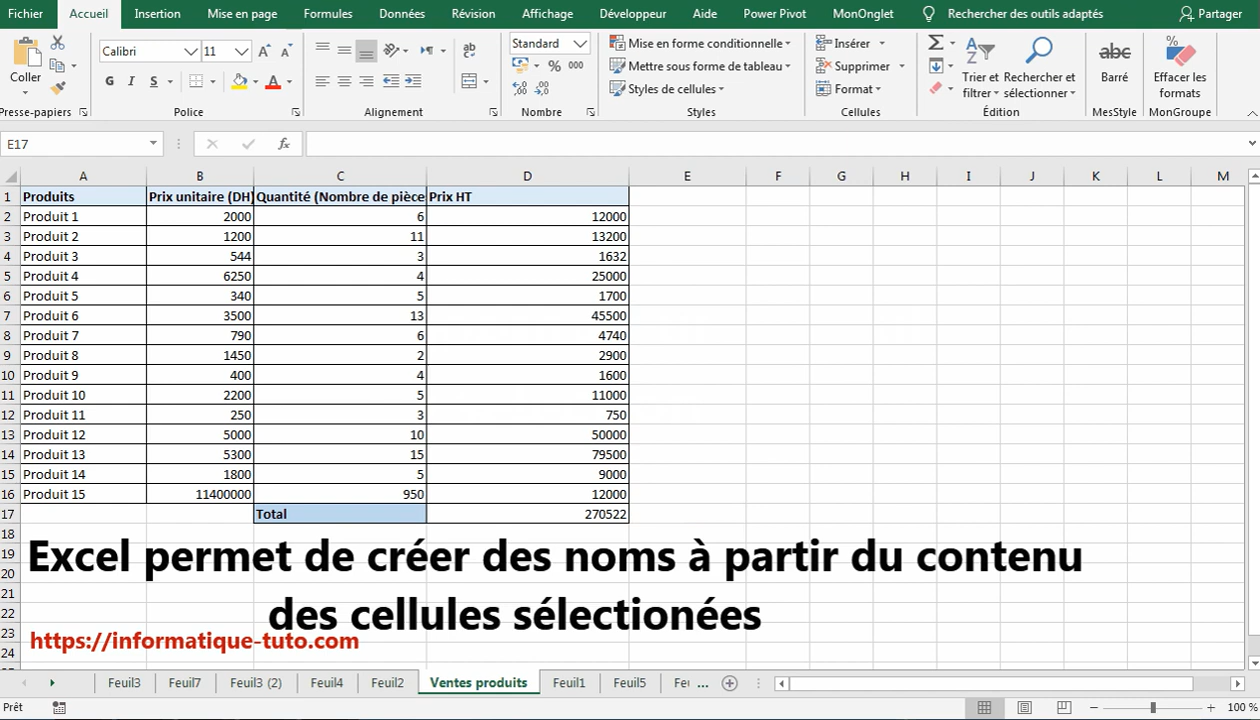 Fichier Accueil Insertion Mise en page Formules Données Révision Affichage Développeur Aide Power Pivot MonOnglet Rechercher des outils adaptés Partager
Coller
Presse-papiers
Calibri 11
G I S
Police
Alignement
Standard
% 000
Nombre
Mise en forme conditionnelle
Mettre sous forme de tableau
Styles de cellules
Styles
Insérer
Supprimer
Format
Cellules
Trier et filtrer
Rechercher et sélectionner
Édition
abc
Barré
MesStyle
Effacer les formats
MonGroupe
E17 fx
A B C D E F G H I J K L M
1 Produits Prix unitaire (DH) Quantité (Nombre de pièce Prix HT
2 Produit 1 2000 6 12000
3 Produit 2 1200 11 13200
4 Produit 3 544 3 1632
5 Produit 4 6250 4 25000
6 Produit 5 340 5 1700
7 Produit 6 3500 13 45500
8 Produit 7 790 6 4740
9 Produit 8 1450 2 2900
10 Produit 9 400 4 1600
11 Produit 10 2200 5 11000
12 Produit 11 250 3 750
13 Produit 12 5000 10 50000
14 Produit 13 5300 15 79500
15 Produit 14 1800 5 9000
16 Produit 15 11400000 950 12000
17 Total 270522
18
19
20
21
22
23
24
Excel permet de créer des noms à partir du contenu
des cellules sélectionées
https://informatique-tuto.com
Feuil3 Feuil7 Feuil3 (2) Feuil4 Feuil2 Ventes produits Feuil1 Feuil5 Feu ...
Prêt 100 %